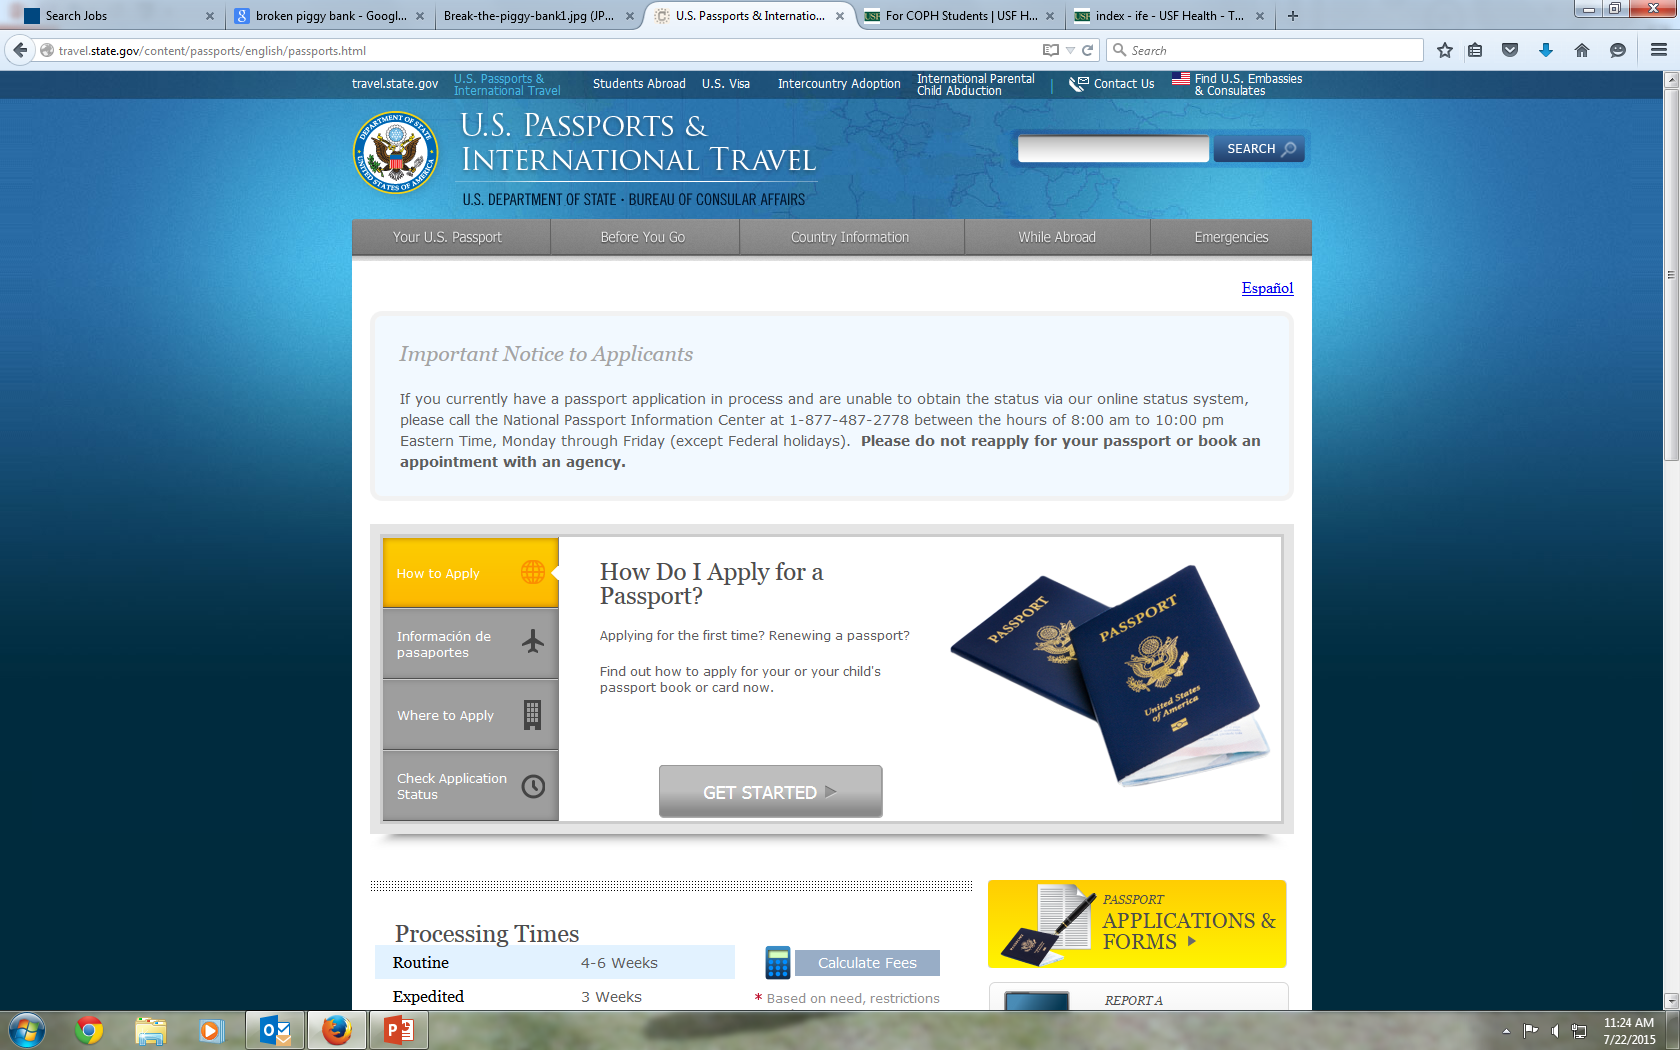 Search Jobs
broken piggy bank - Googl...
Break-the-piggy-bank1.jpg (JP...
U.S. Passports & Internatio...
For COPH Students | USF H...
index - ife - USF Health - T...
travel.state.gov/content/passports/english/passports.html
Search
travel.state.gov
U.S. Passports &
International Travel
Students Abroad
U.S. Visa
Intercountry Adoption
International Parental
Child Abduction
Contact Us
Find U.S. Embassies
& Consulates
DEPARTMENT OF STATE
UNITED STATES OF AMERICA
U.S. PASSPORTS &
INTERNATIONAL TRAVEL
U.S. DEPARTMENT OF STATE · BUREAU OF CONSULAR AFFAIRS
SEARCH
Your U.S. Passport
Before You Go
Country Information
While Abroad
Emergencies
Español
Important Notice to Applicants
If you currently have a passport application in process and are unable to obtain the status via our online status system,
please call the National Passport Information Center at 1-877-487-2778 between the hours of 8:00 am to 10:00 pm
Eastern Time, Monday through Friday (except Federal holidays). Please do not reapply for your passport or book an
appointment with an agency.
How to Apply
Información de
pasaportes
Where to Apply
Check Application
Status
How Do I Apply for a
Passport?
Applying for the first time? Renewing a passport?
Find out how to apply for your or your child's
passport book or card now.
GET STARTED
PASSPORT
PASSPORT
United States
of America
Processing Times
Routine 4-6 Weeks
Expedited 3 Weeks
Calculate Fees
* Based on need, restrictions
PASSPORT
APPLICATIONS &
FORMS
REPORT A
11:24 AM
7/22/2015